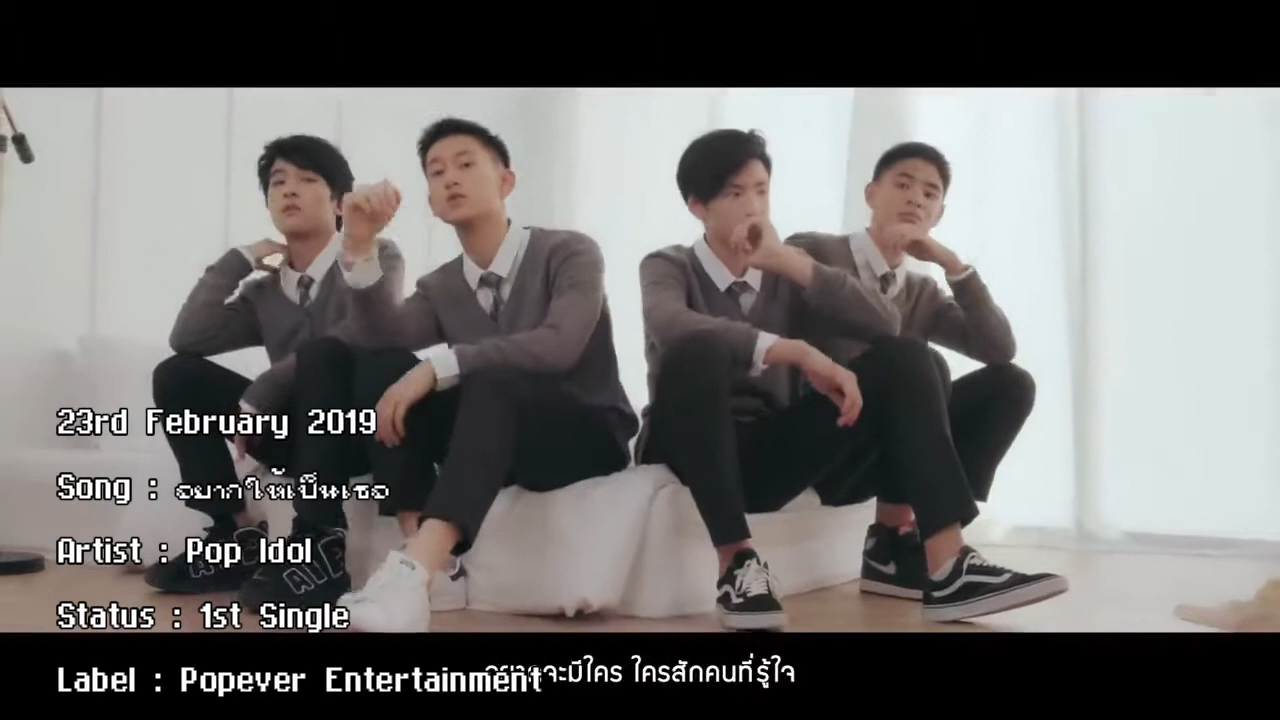 23rd February 2019
Song : อยากให้เป็นเธอ
Artist : Pop Idol
Status : 1st Single
Label : Popever Entertainment
มีใคร ใครสักคนที่รู้ใจ